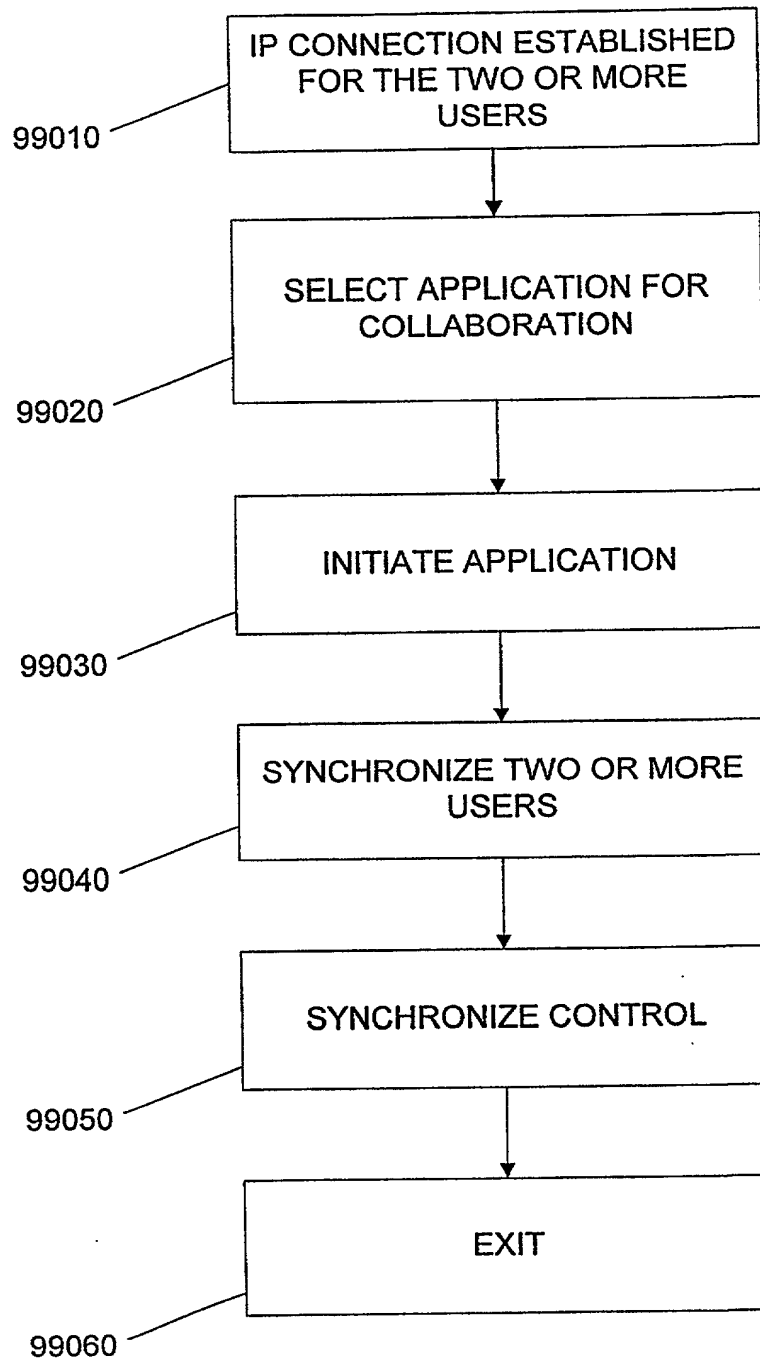 IP CONNECTION ESTABLISHED
FOR THE TWO OR MORE
USERS
99010
SELECT APPLICATION FOR
COLLABORATION
99020
INITIATE APPLICATION
99030
SYNCHRONIZE TWO OR MORE
USERS
99040
SYNCHRONIZE CONTROL
99050
EXIT
99060